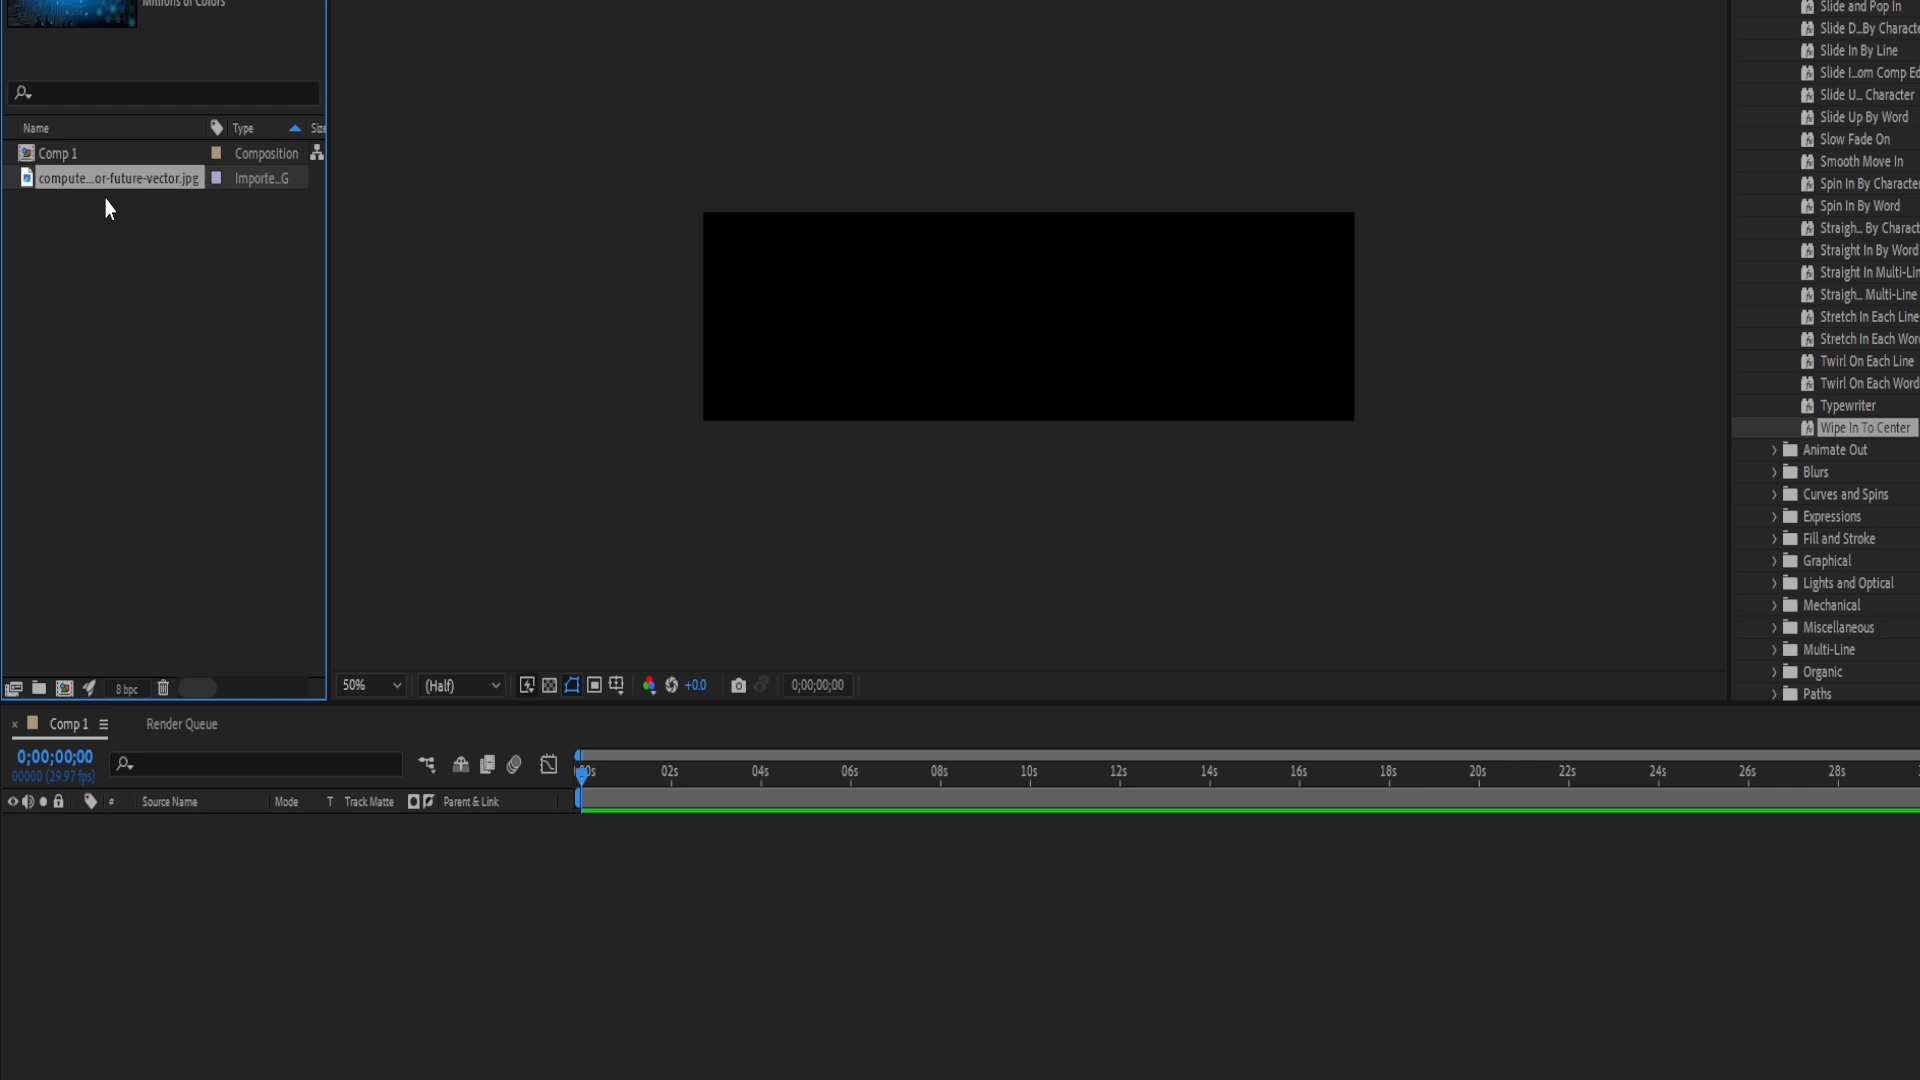 Millions of Colors
Name
Type
Size
Comp 1
Composition
compute...or-future-vector.jpg
Importe...G
8 bpc
50%
(Half)
+0.0
0;00;00;00
Slide and Pop In
Slide D...By Characte
Slide In By Line
Slide I...om Comp Ed
Slide U... Character
Slide Up By Word
Slow Fade On
Smooth Move In
Spin In By Character
Spin In By Word
Straigh... By Charact
Straight In By Word
Straight In Multi-Lin
Straigh... Multi-Line
Stretch In Each Line
Stretch In Each Word
Twirl On Each Line
Twirl On Each Word
Typewriter
Wipe In To Center
Animate Out
Blurs
Curves and Spins
Expressions
Fill and Stroke
Graphical
Lights and Optical
Mechanical
Miscellaneous
Multi-Line
Organic
Paths
Comp 1
Render Queue
0;00;00;00
00000 (29.97 fps)
# Source Name Mode T Track Matte Parent & Link
02s 04s 06s 08s 10s 12s 14s 16s 18s 20s 22s 24s 26s 28s